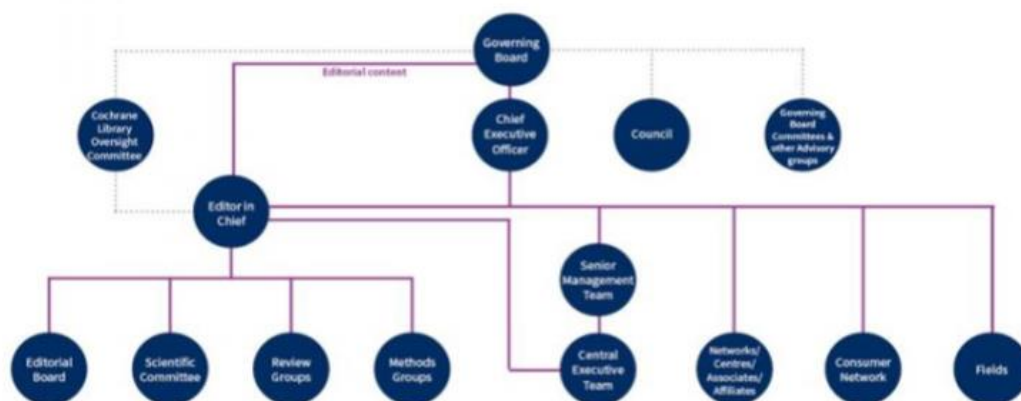 Governing
Board
Editorial content
Cochrane
Library
Oversight
Committee
Chief
Executive
Officer
Council
Governing
Board
Committees &
other Advisory
groups
Editor in
Chief
Senior
Management
Team
Editorial
Board
Scientific
Committee
Review
Groups
Methods
Groups
Central
Executive
Team
Networks/
Centres/
Associates/
Affiliates
Consumer
Network
Fields